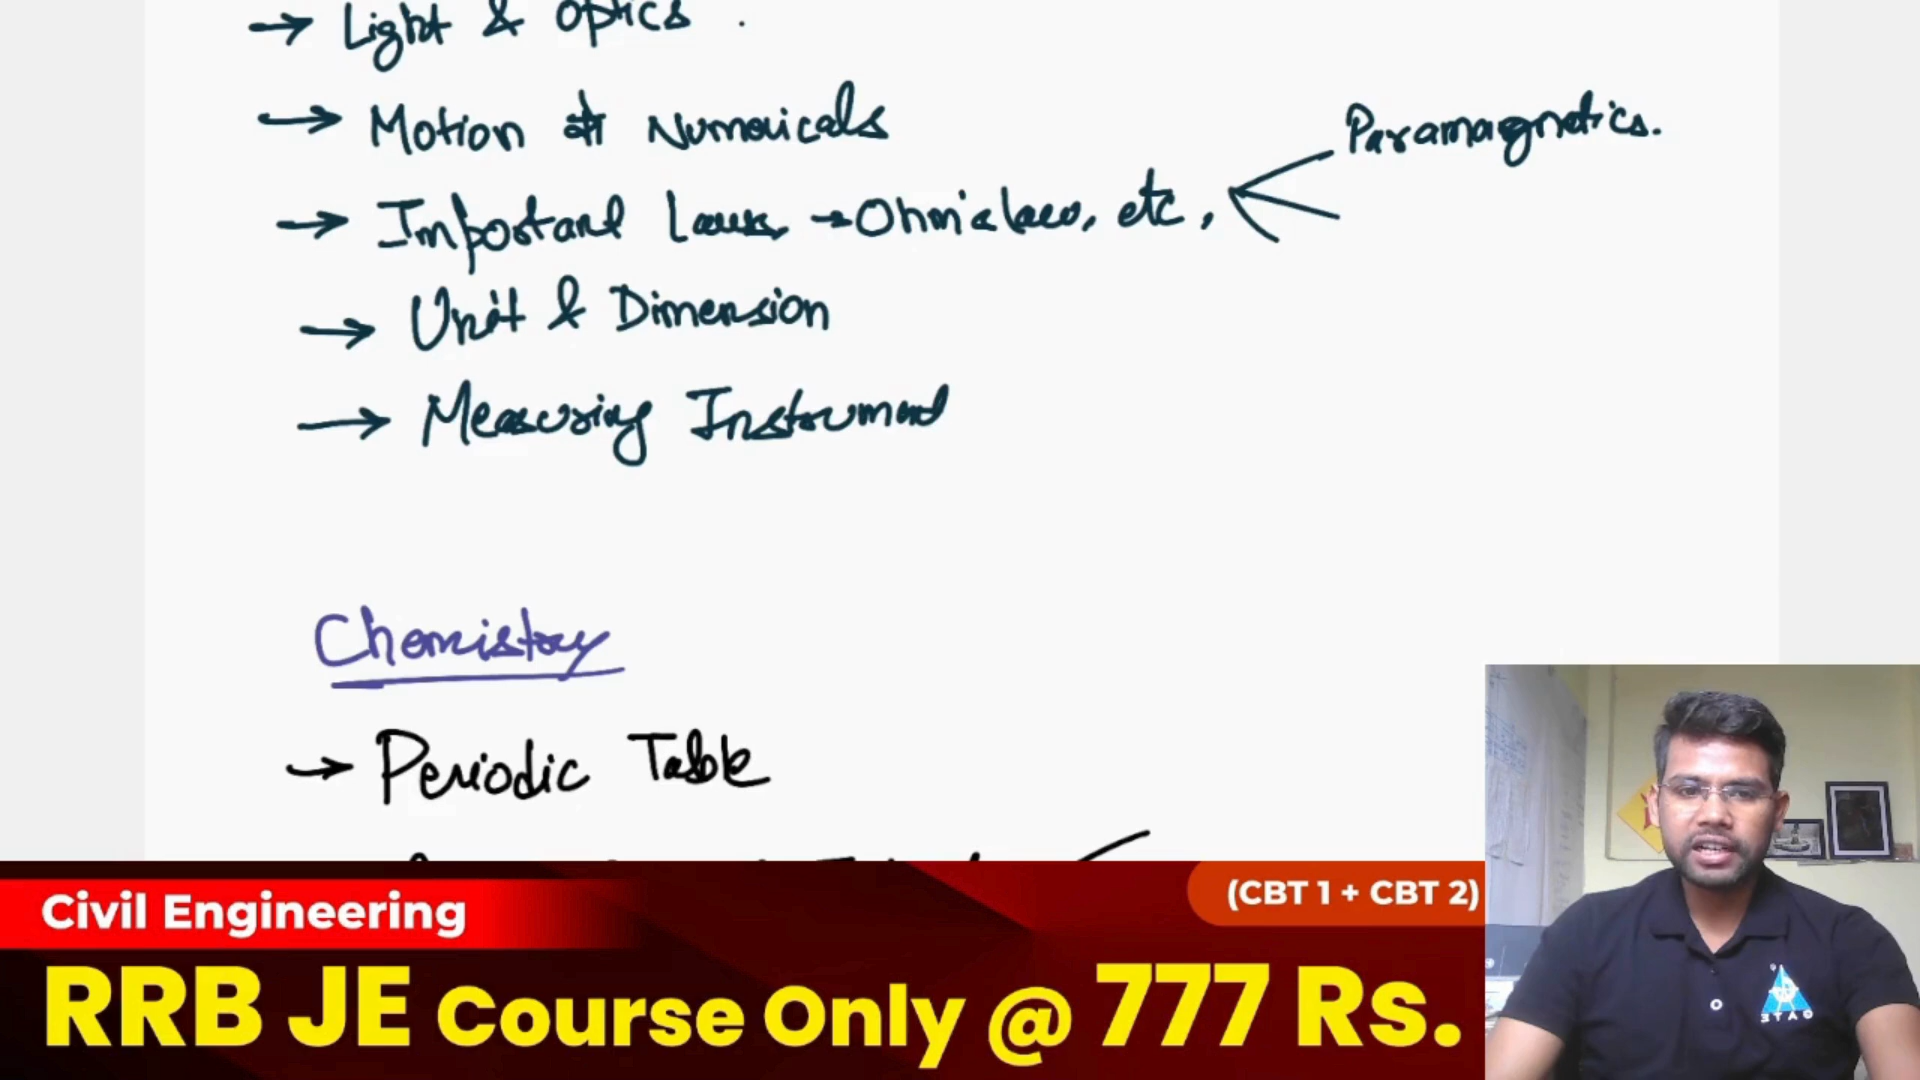 → Light & Optics .
→ Motion Numericals
→ Important Laws → Ohm's law, etc,
Paramagnetics.
→ Unit & Dimension
→ Measuring Instrument
Chemistry
→ Periodic Table
Civil Engineering
(CBT 1 + CBT 2)
RRB JE Course Only @ 777 Rs.